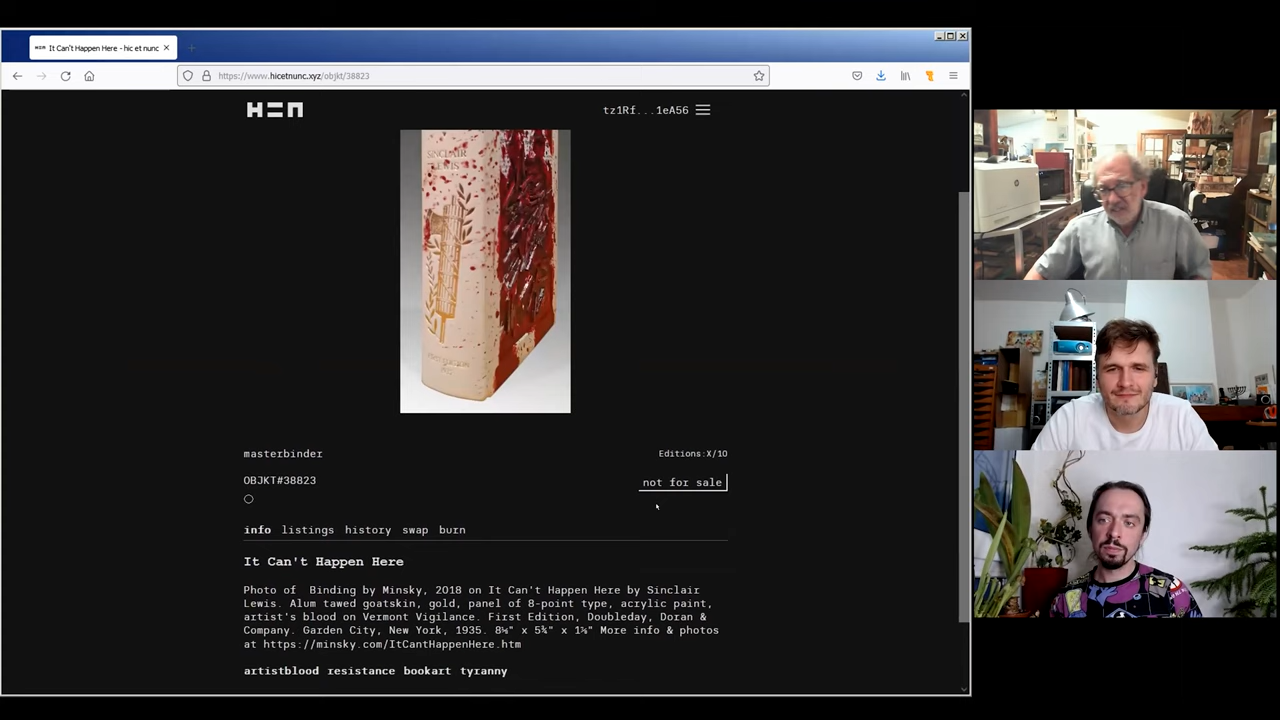 It Can't Happen Here - hic et nunc
https://www.hicetnunc.xyz/objkt/38823
HEN
tz1Rf...1eA56
SINCLAIR
LEWIS
masterbinder
Editions:X/10
OBJKT#38823
not for sale
info listings history swap burn
It Can't Happen Here
Photo of Binding by Minsky, 2018 on It Can't Happen Here by Sinclair
Lewis. Alum tawed goatskin, gold, panel of 8-point type, acrylic paint,
artist's blood on Vermont Vigilance. First Edition, Doubleday, Doran &
Company. Garden City, New York, 1935. 8¼" x 5¾" x 1⅜" More info & photos
at https://minsky.com/ItCantHappenHere.htm
artistblood resistance bookart tyranny